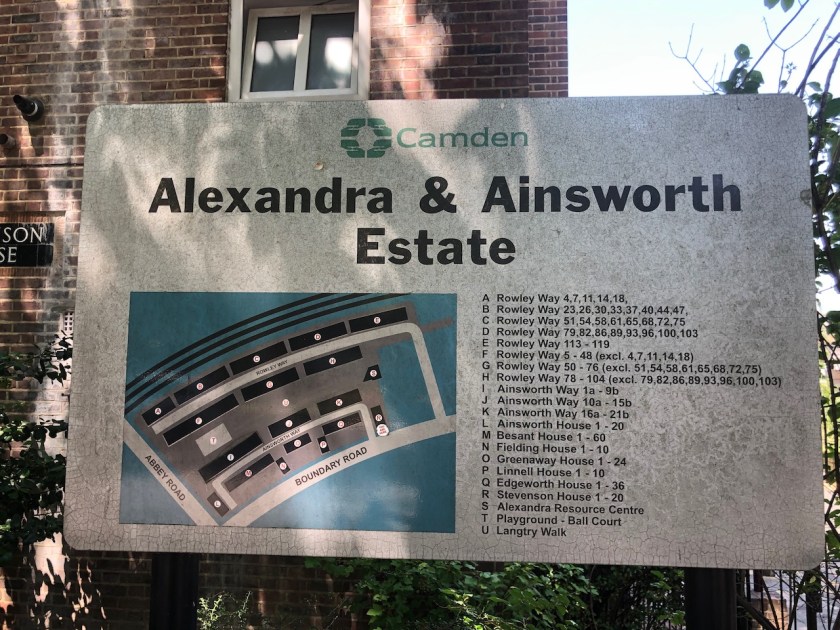 Camden
Alexandra & Ainsworth
Estate
SON
SE
A Rowley Way 4,7,11,14,18,
B Rowley Way 23,26,30,33,37,40,44,47,
C Rowley Way 51,54,58,61,65,68,72,75
D Rowley Way 79,82,86,89,93,96,100,103
E Rowley Way 113 - 119
F Rowley Way 5 - 48 (excl. 4,7,11,14,18)
G Rowley Way 50 - 76 (excl. 51,54,58,61,65,68,72,75)
H Rowley Way 78 - 104 (excl. 79,82,86,89,93,96,100,103)
I Ainsworth Way 1a - 9b
J Ainsworth Way 10a - 15b
K Ainsworth Way 16a - 21b
L Ainsworth House 1 - 20
M Besant House 1 - 60
N Fielding House 1 - 10
O Greenaway House 1 - 24
P Linnell House 1 - 10
Q Edgeworth House 1 - 36
R Stevenson House 1 - 20
S Alexandra Resource Centre
T Playground - Ball Court
U Langtry Walk
ROWLEY WAY
AINSWORTH WAY
ABBEY ROAD
BOUNDARY ROAD